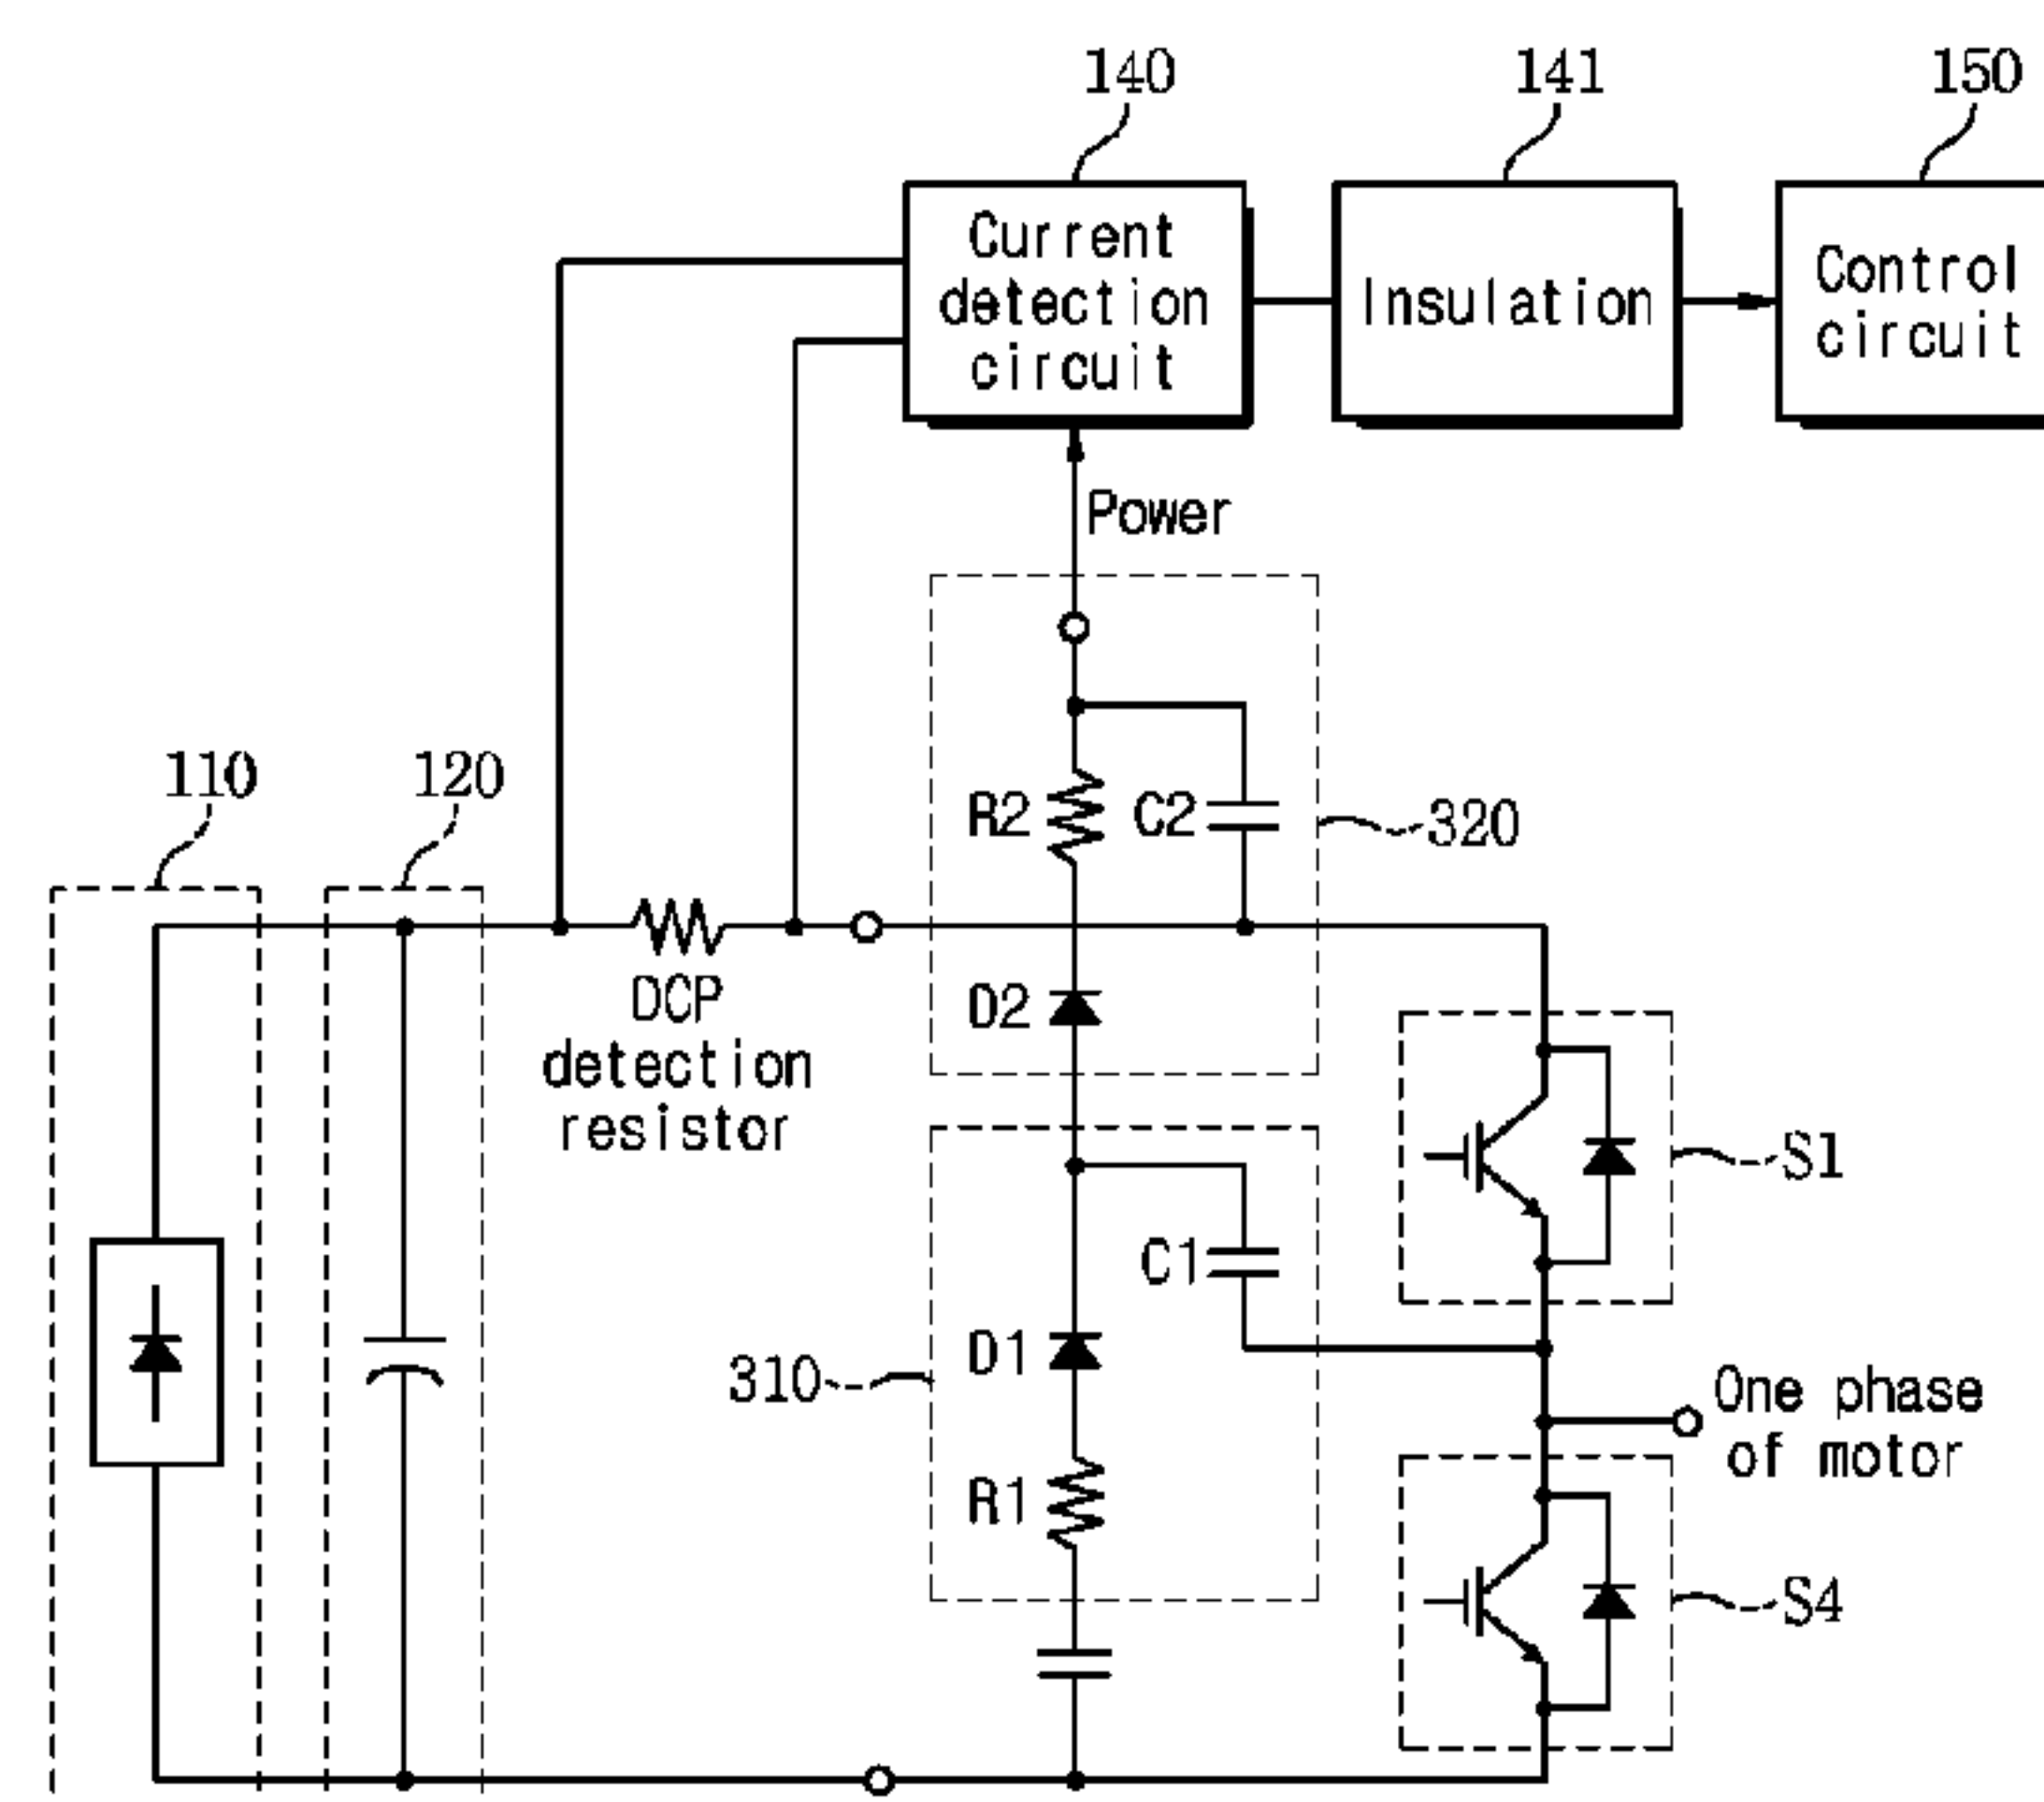 140
141
150
Current
detection
circuit
Insulation
Control
circuit
Power
110
120
R2
C2
320
DCP
detection
resistor
D2
S1
C1
310
D1
One phase
of motor
R1
S4